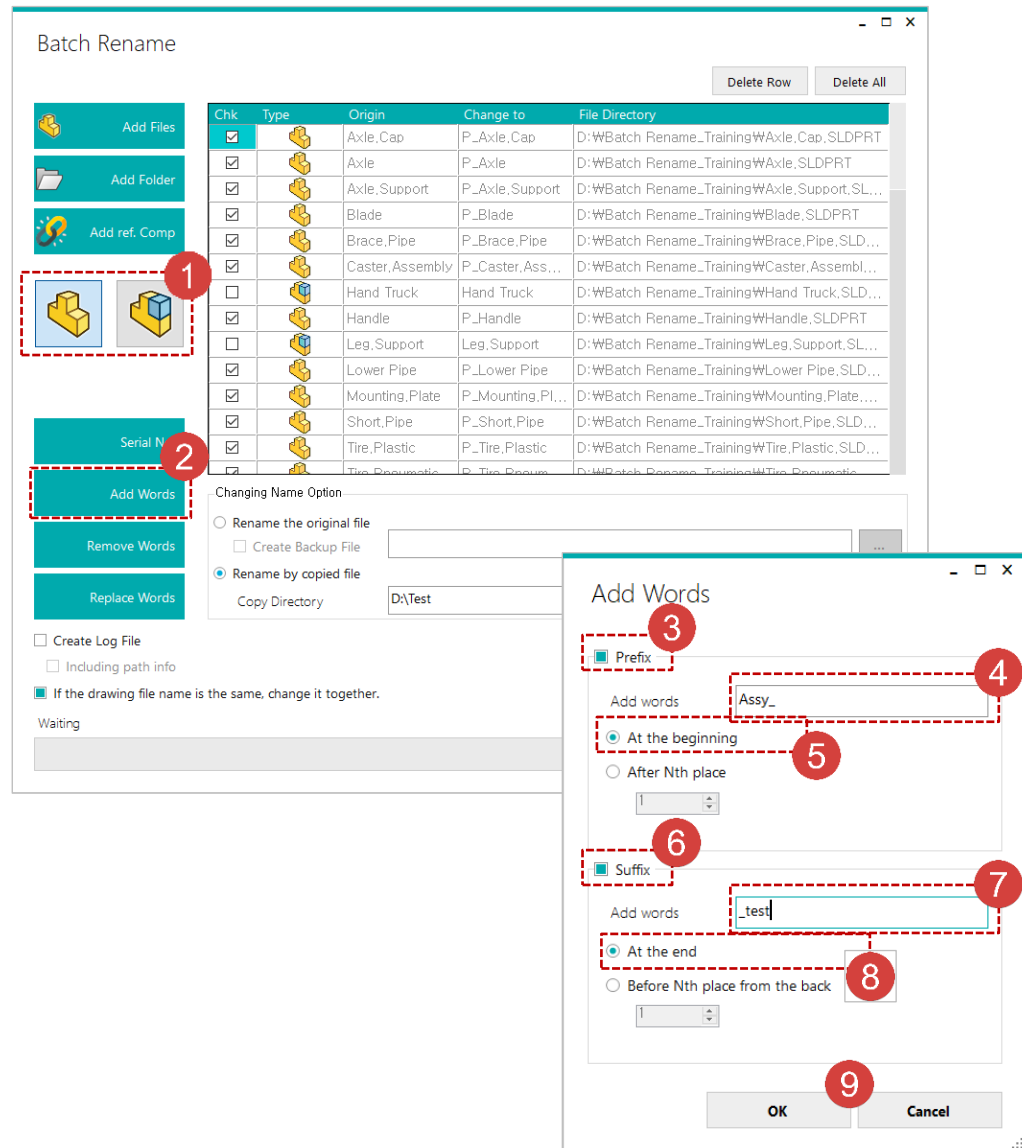 Batch Rename
Delete Row Delete All
Add Files
Add Folder
Add ref. Comp
1
Chk Type Origin Change to File Directory
Axle,Cap P_Axle,Cap D:₩Batch Rename_Training₩Axle,Cap,SLDPRT
Axle P_Axle D:₩Batch Rename_Training₩Axle,SLDPRT
Axle,Support P_Axle,Support D:₩Batch Rename_Training₩Axle,Support,SL...
Blade P_Blade D:₩Batch Rename_Training₩Blade,SLDPRT
Brace,Pipe P_Brace,Pipe D:₩Batch Rename_Training₩Brace,Pipe,SLD...
Caster,Assembly P_Caster,Ass... D:₩Batch Rename_Training₩Caster,Assembl...
Hand Truck Hand Truck D:₩Batch Rename_Training₩Hand Truck,SLD...
Handle P_Handle D:₩Batch Rename_Training₩Handle,SLDPRT
Leg,Support Leg,Support D:₩Batch Rename_Training₩Leg,Support,SL...
Lower Pipe P_Lower Pipe D:₩Batch Rename_Training₩Lower Pipe,SLD...
Mounting,Plate P_Mounting,Pl... D:₩Batch Rename_Training₩Mounting,Plate,...
Short,Pipe P_Short,Pipe D:₩Batch Rename_Training₩Short,Pipe,SLD...
Tire,Plastic P_Tire,Plastic D:₩Batch Rename_Training₩Tire,Plastic,SLD...
Tire,Pneumatic P_Tire,Pneum... D:₩Batch Rename_Training₩Tire,Pneumatic...
Serial N
2
Add Words
Remove Words
Replace Words
Changing Name Option
Rename the original file
Create Backup File ...
Rename by copied file
Copy Directory D:\Test
Create Log File
Including path info
If the drawing file name is the same, change it together.
Waiting
Add Words
3
Prefix
4
Add words Assy_
At the beginning
5
After Nth place
1
6
Suffix
7
Add words _test
At the end
8
Before Nth place from the back
1
9
OK Cancel